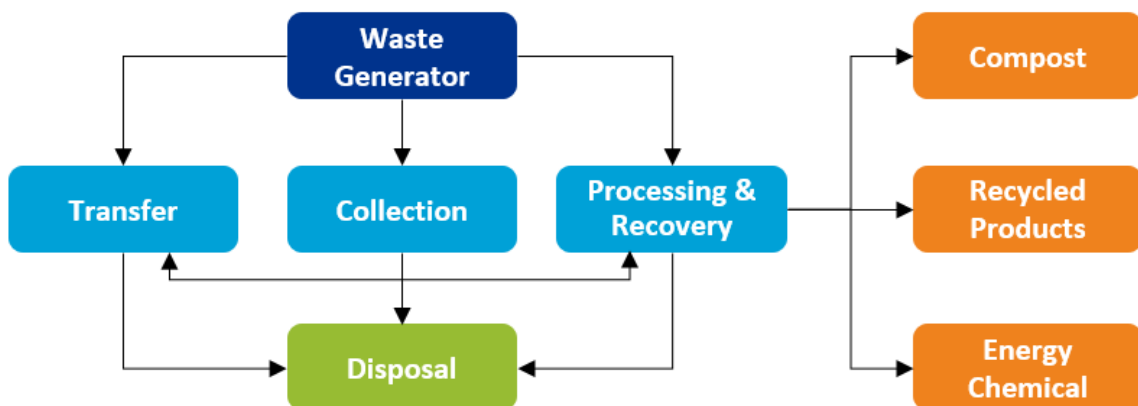 Waste
Generator
Compost
Transfer
Collection
Processing &
Recovery
Recycled
Products
Disposal
Energy
Chemical